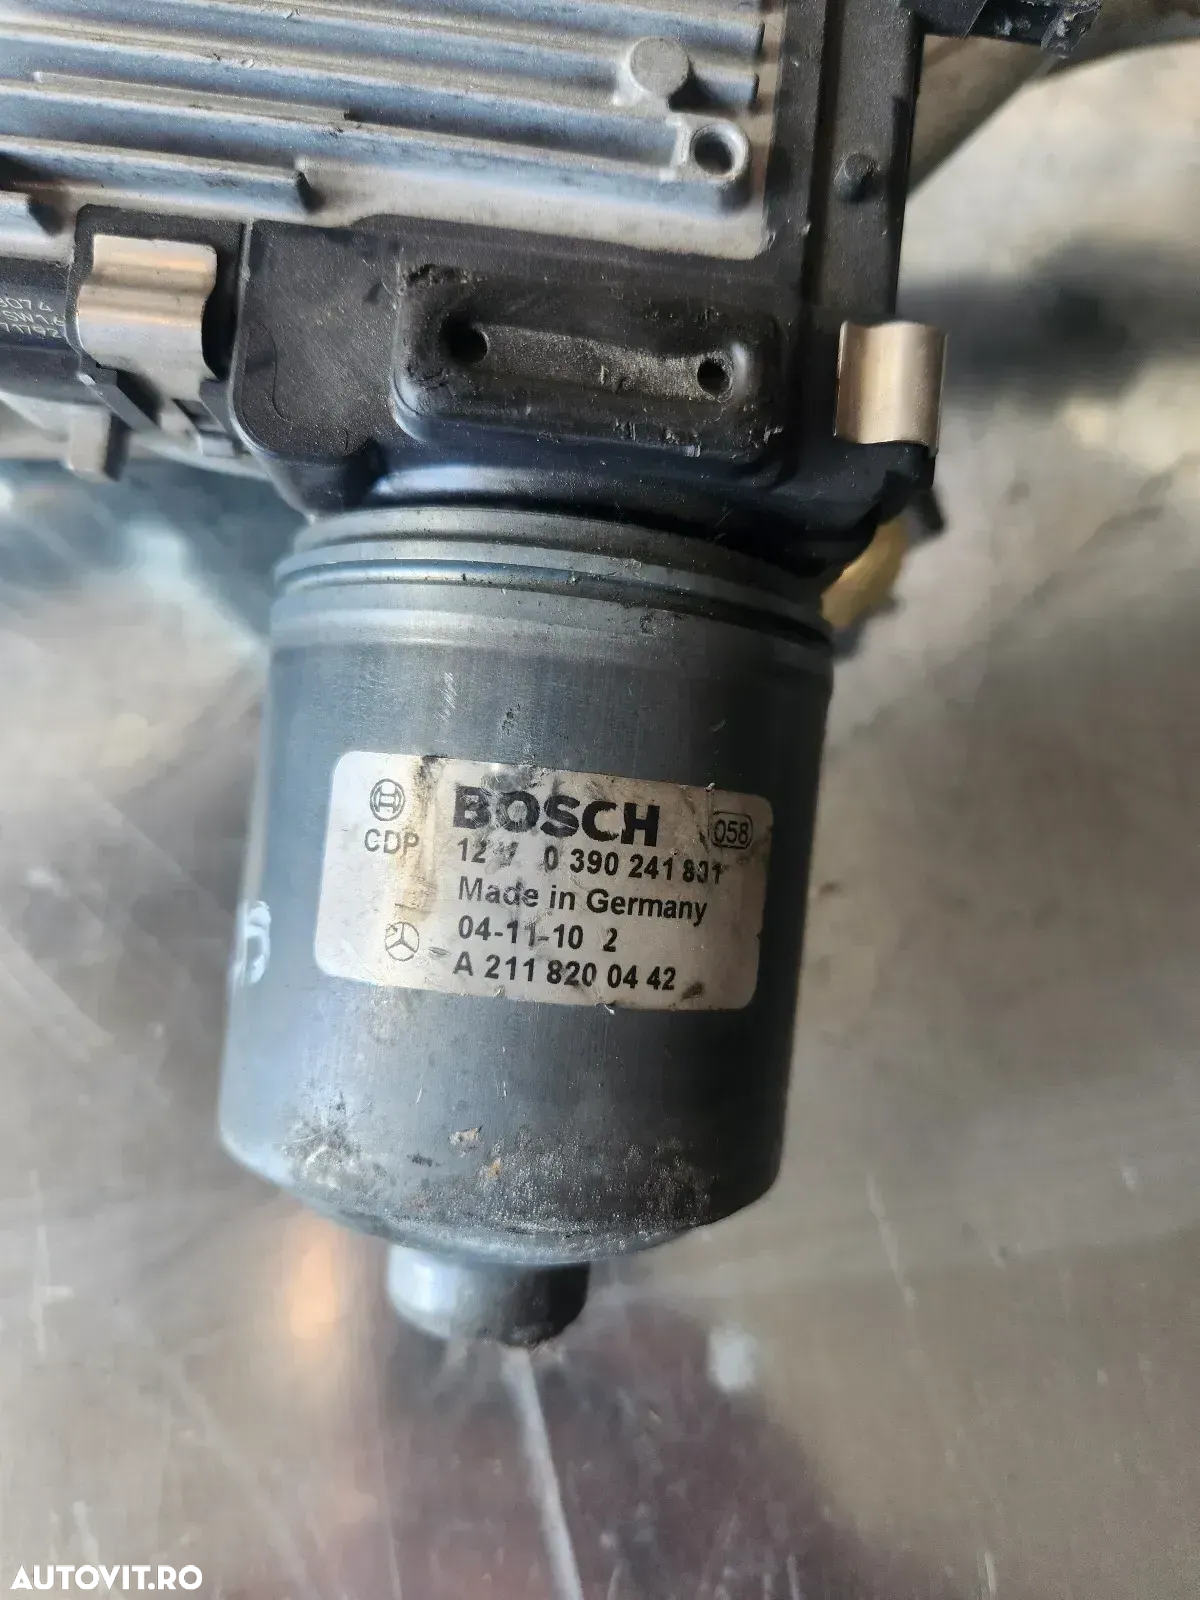 BOSCH 058
CDP 12 V 0 390 241 801
Made in Germany
04-11-10 2
A 211 820 04 42
AUTOVIT.RO